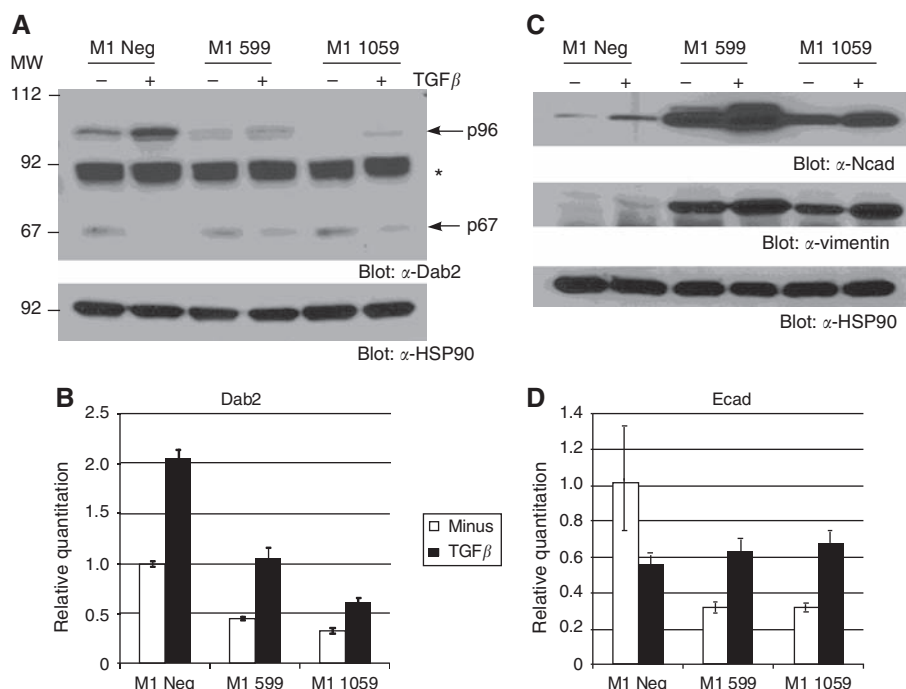 A
M1 Neg M1 599 M1 1059
MW
– + – + – + TGFβ
112
p96
92
*
67
p67
Blot: α-Dab2
92
Blot: α-HSP90
C
M1 Neg M1 599 M1 1059
– + – + – +
Blot: α-Ncad
Blot: α-vimentin
Blot: α-HSP90
B
Dab2
Relative quantitation
2.5
2.0
1.5
1.0
0.5
0
M1 Neg M1 599 M1 1059
Minus
TGFβ
D
Ecad
Relative quantitation
1.4
1.2
1.0
0.8
0.6
0.4
0.2
0
M1 Neg M1 599 M1 1059